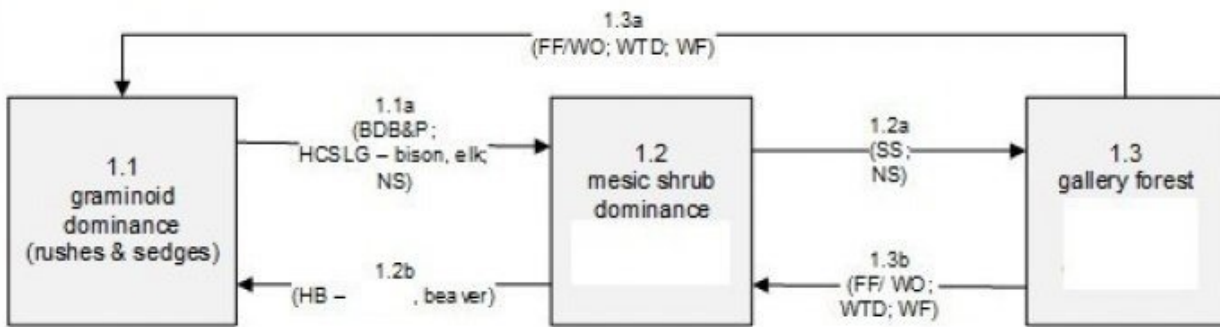 1.3a
(FF/WO; WTD; WF)
1.1
graminoid
dominance
(rushes & sedges)
1.1a
(BDB&P;
HCSLG – bison, elk;
NS)
1.2
mesic shrub
dominance
1.2a
(SS;
NS)
1.3
gallery forest
1.2b
(HB – , beaver)
1.3b
(FF/ WO;
WTD; WF)